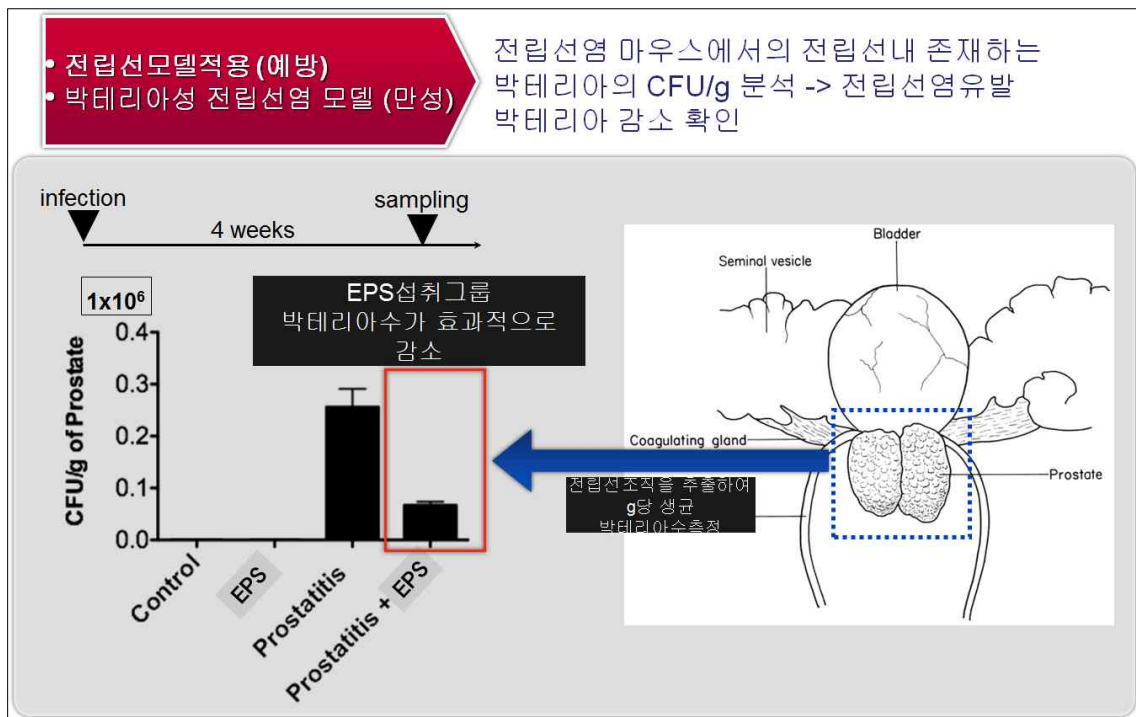 • 전립선모델적용 (예방)
• 박테리아성 전립선염 모델 (만성)
전립선염 마우스에서의 전립선내 존재하는
박테리아의 CFU/g 분석 -> 전립선염유발
박테리아 감소 확인
infection
sampling
4 weeks
1x10⁶
EPS섭취그룹
박테리아수가 효과적으로
감소
CFU/g of Prostate
0.4
0.3
0.2
0.1
0.0
Control
EPS
Prostatitis
Prostatitis + EPS
Bladder
Seminal vesicle
Coagulating gland
Prostate
전립선조직을 추출하여
g당 생균
박테리아수측정